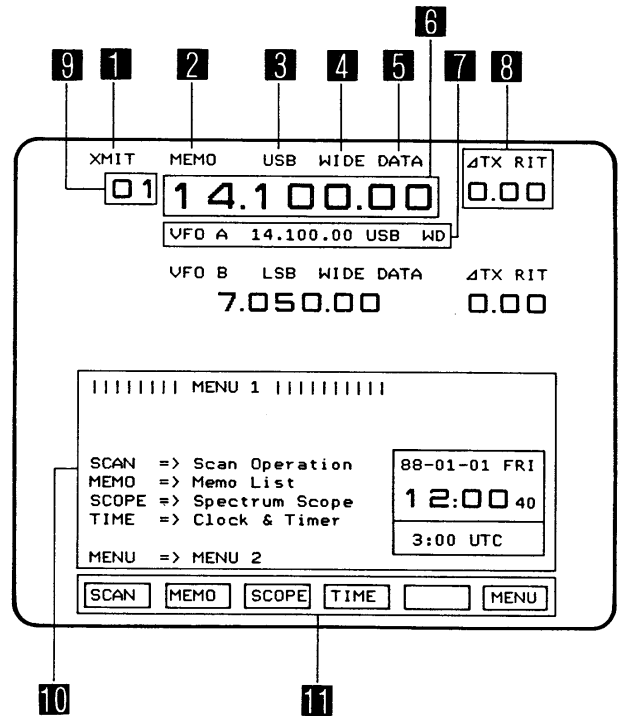 6
9 1 2 3 4 5 7 8
XMIT MEMO USB WIDE DATA ⊿TX RIT
01 14.100.00 0.00
VFO A 14.100.00 USB WD
VFO B LSB WIDE DATA ⊿TX RIT
7.050.00 0.00
|||||||| MENU 1 ||||||||||
SCAN => Scan Operation
MEMO => Memo List
SCOPE => Spectrum Scope
TIME => Clock & Timer
MENU => MENU 2
88-01-01 FRI
12:00 40
3:00 UTC
SCAN MEMO SCOPE TIME MENU
10 11